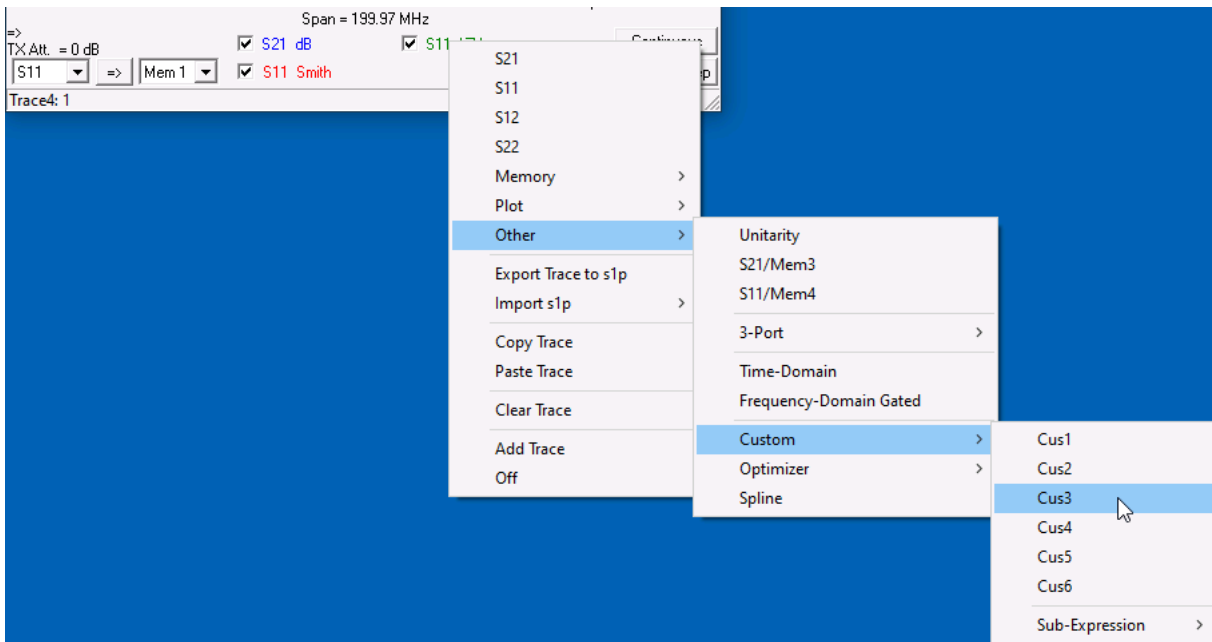 Span = 199.97 MHz
=>
TX Att. = 0 dB
S21 dB
S11
S11 => Mem 1
S11 Smith
Trace4: 1
S21
S11
S12
S22
Memory
Plot
Other
Export Trace to s1p
Import s1p
Copy Trace
Paste Trace
Clear Trace
Add Trace
Off
Unitarity
S21/Mem3
S11/Mem4
3-Port
Time-Domain
Frequency-Domain Gated
Custom
Optimizer
Spline
Cus1
Cus2
Cus3
Cus4
Cus5
Cus6
Sub-Expression